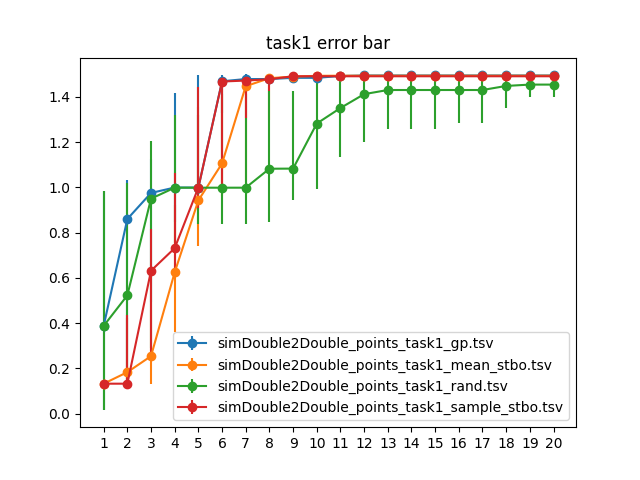 task1 error bar
1.4
1.2
1.0
0.8
0.6
0.4
0.2
0.0
simDouble2Double_points_task1_gp.tsv
simDouble2Double_points_task1_mean_stbo.tsv
simDouble2Double_points_task1_rand.tsv
simDouble2Double_points_task1_sample_stbo.tsv
1 2 3 4 5 6 7 8 9 10 11 12 13 14 15 16 17 18 19 20